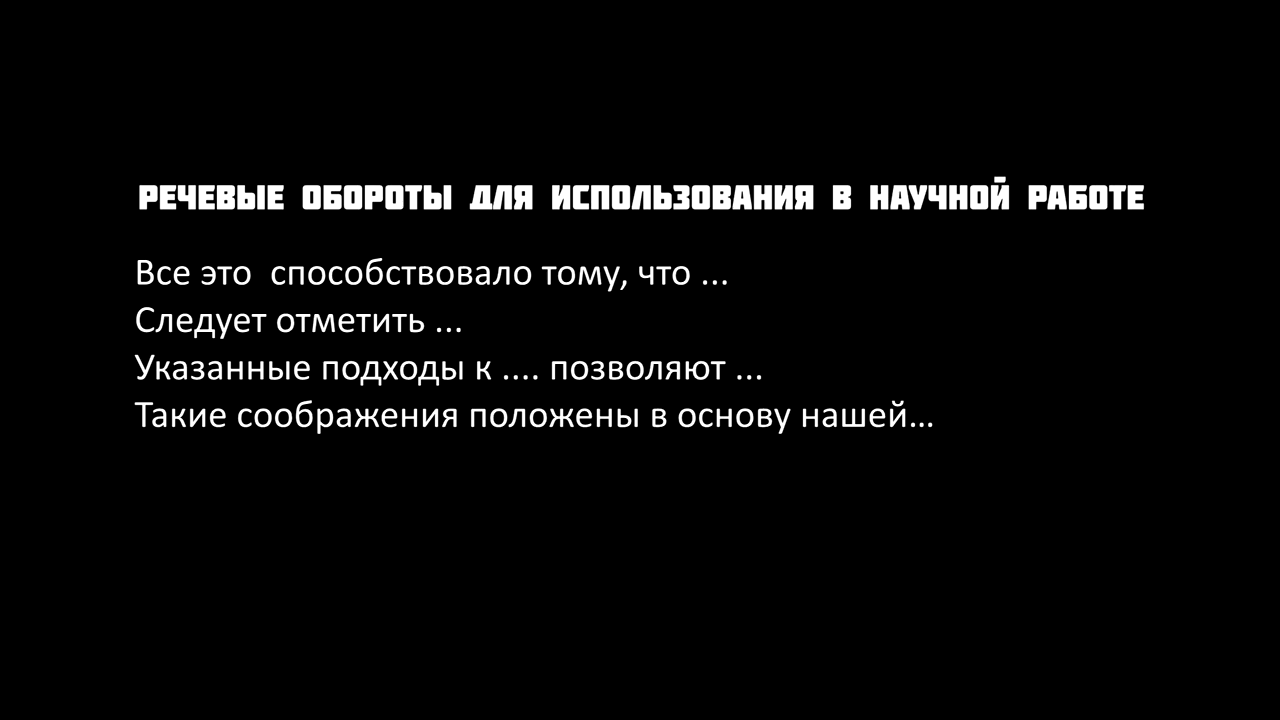 РЕЧЕВЫЕ ОБОРОТЫ ДЛЯ ИСПОЛЬЗОВАНИЯ В НАУЧНОЙ РАБОТЕ
Все это  способствовало тому, что ...
Следует отметить ...
Указанные подходы к .... позволяют ...
Такие соображения положены в основу нашей...